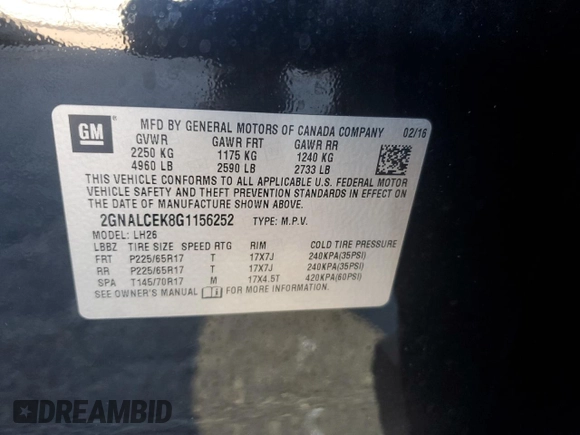 GM
MFD BY GENERAL MOTORS OF CANADA COMPANY 02/16
GVWR GAWR FRT GAWR RR
2250 KG 1175 KG 1240 KG
4960 LB 2590 LB 2733 LB
THIS VEHICLE CONFORMS TO ALL APPLICABLE U.S. FEDERAL MOTOR
VEHICLE SAFETY AND THEFT PREVENTION STANDARDS IN EFFECT ON
THE DATE OF MANUFACTURE SHOWN ABOVE.
2GNALCEK8G1156252 TYPE: M.P.V.
MODEL: LH26
LBBZ TIRE SIZE SPEED RTG RIM COLD TIRE PRESSURE
FRT P225/65R17 T 17X7J 240KPA(35PSI)
RR P225/65R17 T 17X7J 240KPA(35PSI)
SPA T145/70R17 M 17X4.5T 420KPA(60PSI)
SEE OWNER'S MANUAL FOR MORE INFORMATION.
DREAMBID